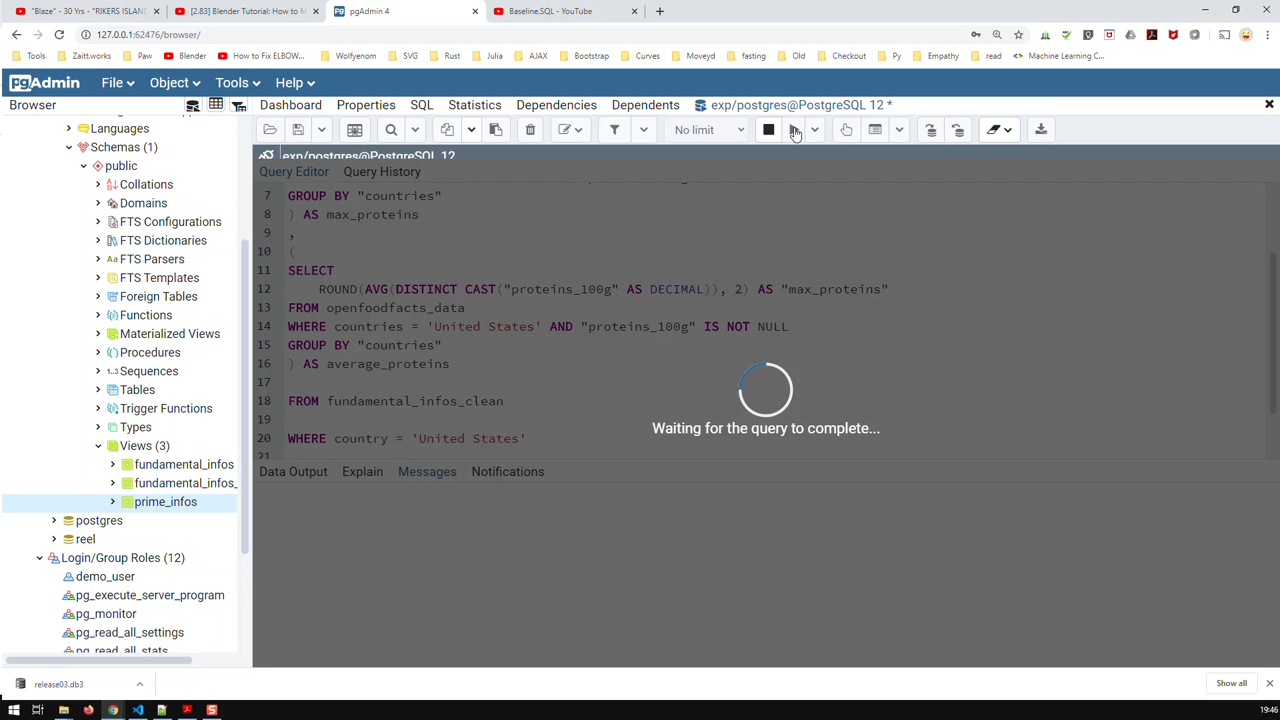 "Blaze" - 30 Yrs - "RIKERS ISLAN
[2.83] Blender Tutorial: How to M
pgAdmin 4
Baseline.SQL - YouTube
127.0.0.1:62476/browser/
Tools
Zaitt.works
Paw
Blender
How to Fix ELBOW...
Wolfyenom
SVG
Rust
Julia
AJAX
Bootstrap
Curves
Moveyd
fasting
Old
Checkout
Py
Empathy
read
Machine Learning C...
pgAdmin
File
Object
Tools
Help
Browser
Dashboard
Properties
SQL
Statistics
Dependencies
Dependents
exp/postgres@PostgreSQL 12 *
No limit
exp/postgres@PostgreSQL 12
Query Editor
Query History
Languages
Schemas (1)
public
Collations
Domains
FTS Configurations
FTS Dictionaries
FTS Parsers
FTS Templates
Foreign Tables
Functions
Materialized Views
Procedures
1..3 Sequences
Tables
Trigger Functions
Types
Views (3)
fundamental_infos
fundamental_infos_
prime_infos
postgres
reel
Login/Group Roles (12)
demo_user
pg_execute_server_program
pg_monitor
pg_read_all_settings
pg_read_all_stats
7 GROUP BY "countries"
8 ) AS max_proteins
9 ,
10 (
11 SELECT
12 ROUND(AVG(DISTINCT CAST("proteins_100g" AS DECIMAL)), 2) AS "max_proteins"
13 FROM openfoodfacts_data
14 WHERE countries = 'United States' AND "proteins_100g" IS NOT NULL
15 GROUP BY "countries"
16 ) AS average_proteins
17
18 FROM fundamental_infos_clean
19
20 WHERE country = 'United States'
21
Waiting for the query to complete...
Data Output
Explain
Messages
Notifications
release03.db3
Show all
19:46